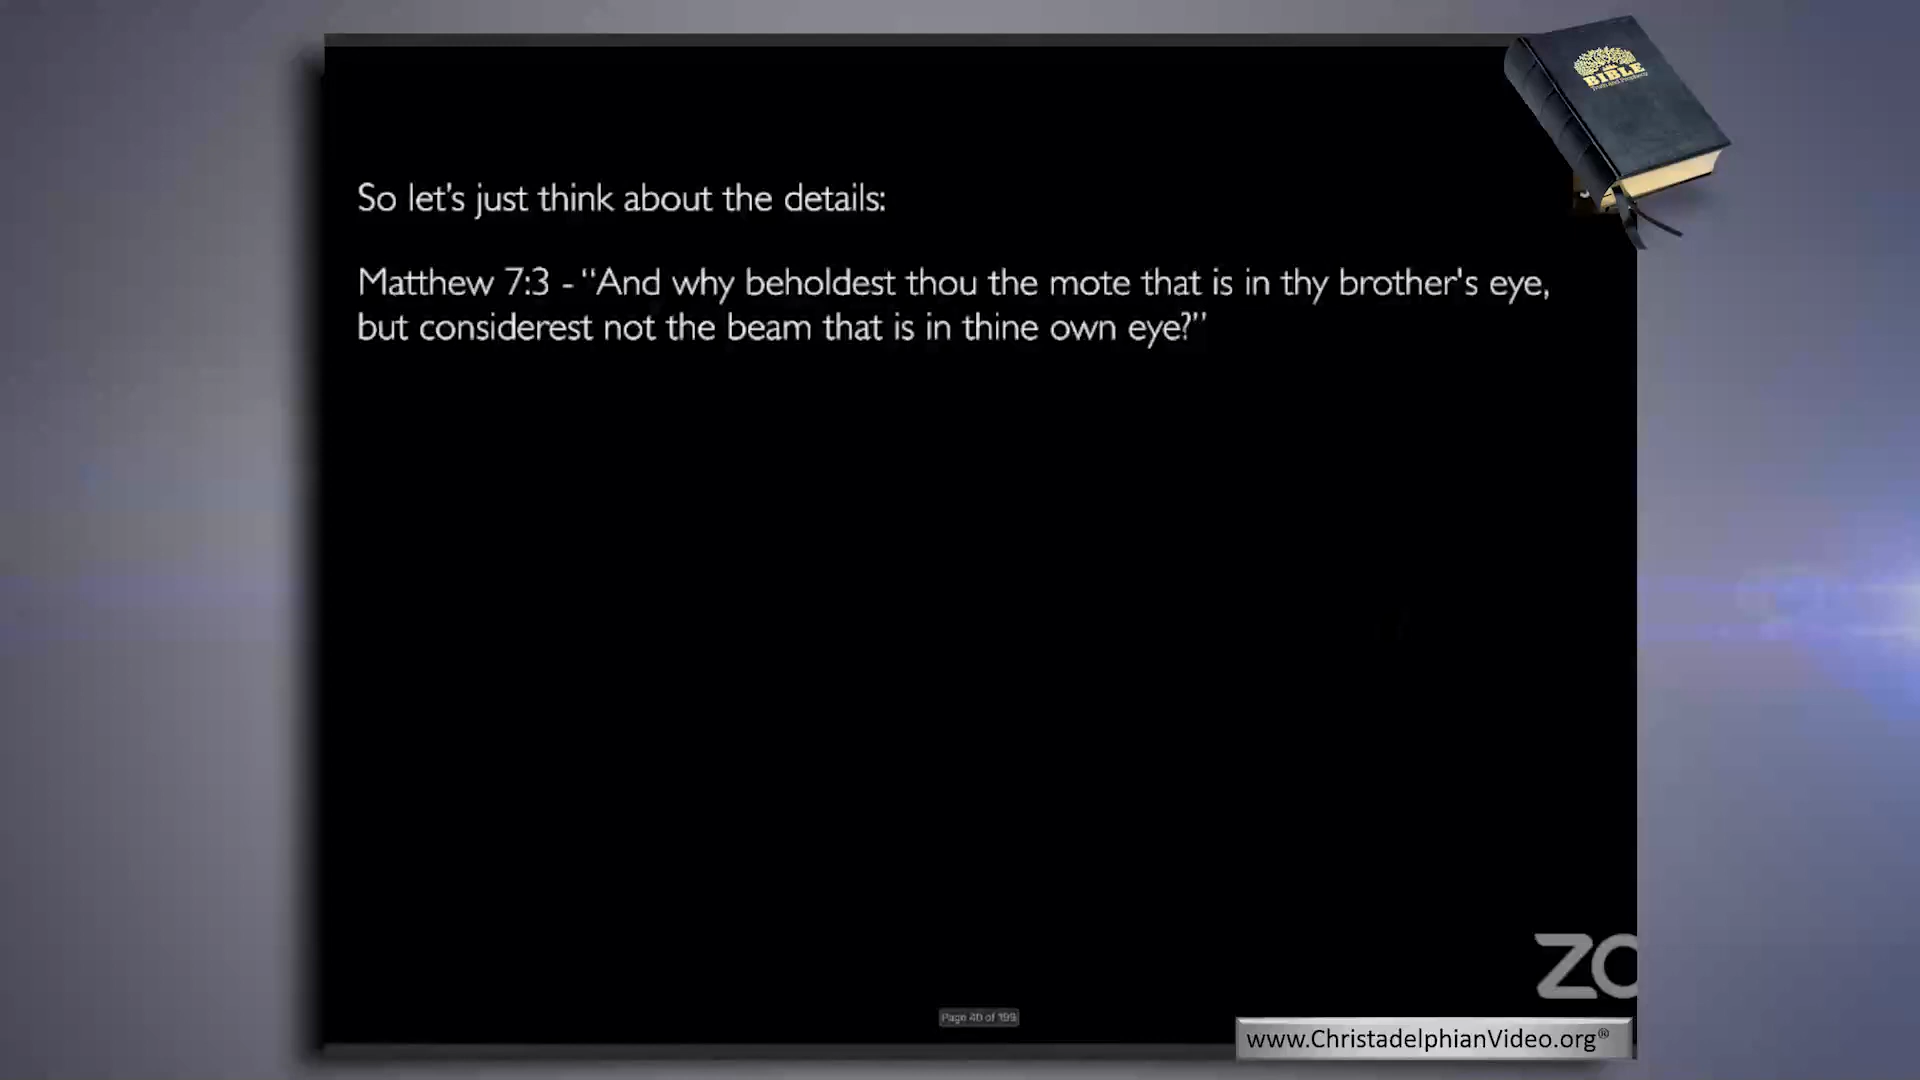 BIBLE
So let's just think about the details:
Matthew 7:3 - “And why beholdest thou the mote that is in thy brother's eye,
but considerest not the beam that is in thine own eye?”
ZO
Page 40 of 199
www.ChristadelphianVideo.org®